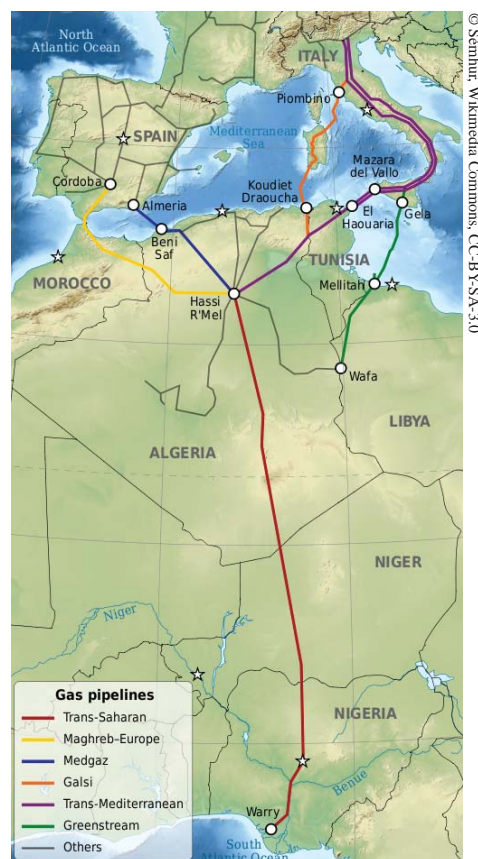 © Sémhur, Wikimedia Commons, CC-BY-SA-3.0
North
Atlantic Ocean
ITALY
Piombino
SPAIN
Mediterranean
Sea
Mazara
del Vallo
Cordoba
Koudiet
Draoucha
Almeria
El
Haouaria
Gela
Beni
Saf
TUNISIA
MOROCCO
Mellitah
Hassi
R'Mel
Wafa
LIBYA
ALGERIA
NIGER
Niger
NIGERIA
Benue
Warry
South
Atlantic Ocean
Gas pipelines
Trans-Saharan
Maghreb–Europe
Medgaz
Galsi
Trans-Mediterranean
Greenstream
Others